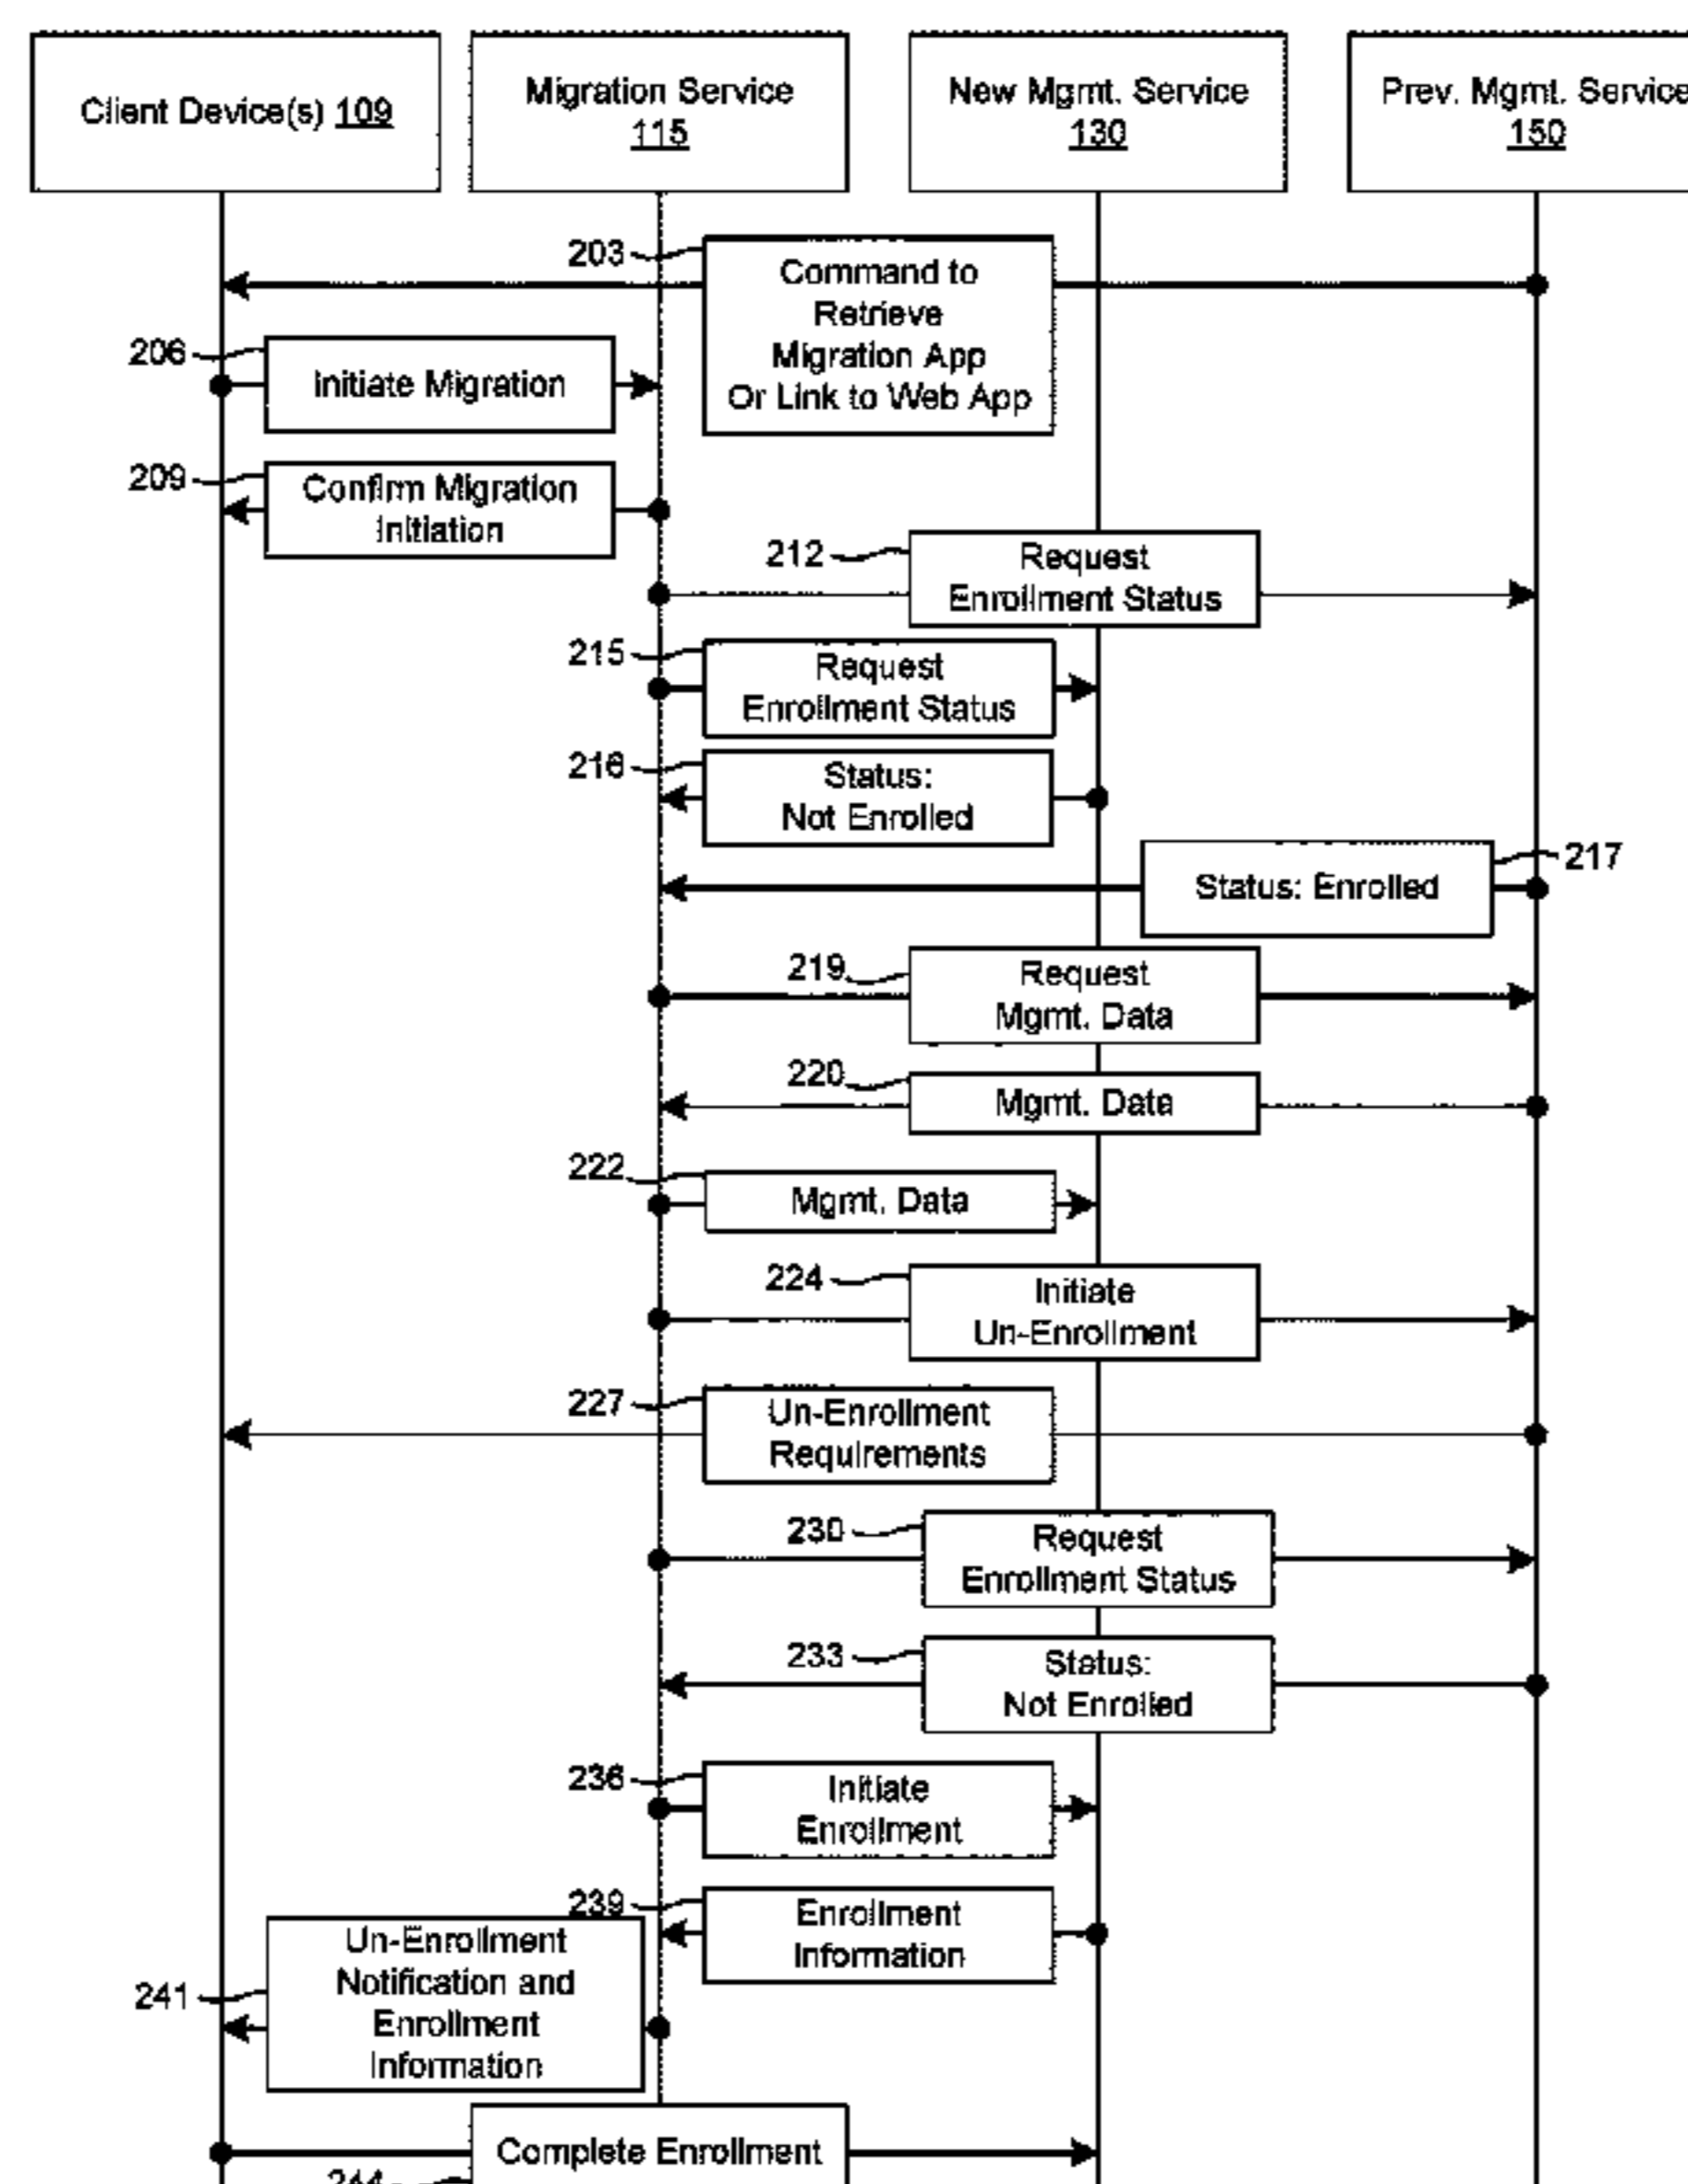 Client Device(s) 109
Migration Service
115
New Mgmt. Service
130
Prev. Mgmt. Service
150
203
Command to
Retrieve
Migration App
Or Link to Web App
206
Initiate Migration
209
Confirm Migration
Initiation
212
Request
Enrollment Status
215
Request
Enrollment Status
216
Status:
Not Enrolled
217
Status: Enrolled
219
Request
Mgmt. Data
220
Mgmt. Data
222
Mgmt. Data
224
Initiate
Un-Enrollment
227
Un-Enrollment
Requirements
230
Request
Enrollment Status
233
Status:
Not Enrolled
236
Initiate
Enrollment
239
Enrollment
Information
241
Un-Enrollment
Notification and
Enrollment
Information
Complete Enrollment
244